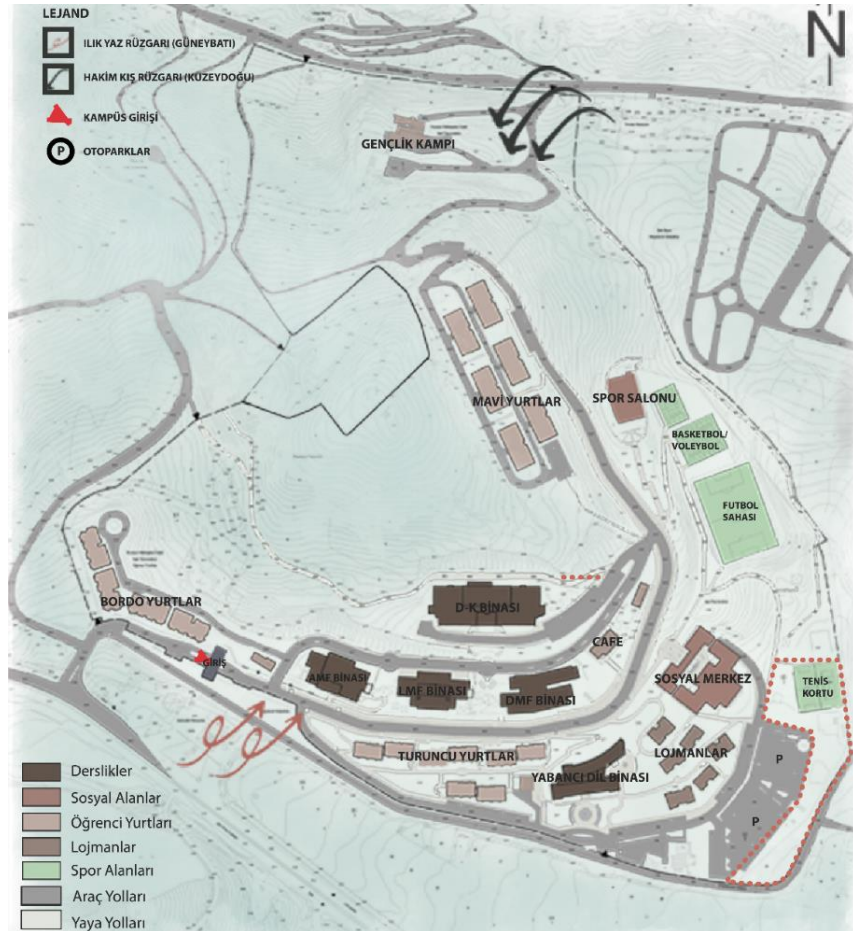 LEJAND
ILIK YAZ RÜZGARI (GÜNEYBATI)
HAKİM KIŞ RÜZGARI (KUZEYDOĞU)
KAMPÜS GİRİŞİ
P OTOPARKLAR
N
GENÇLİK KAMPI
MAVİ YURTLAR
SPOR SALONU
BASKETBOL/
VOLEYBOL
FUTBOL
SAHASI
BORDO YURTLAR
D-K BİNASI
CAFE
GİRİŞ
AMF BİNASI
LMF BİNASI
DMF BİNASI
SOSYAL MERKEZ
TENİS
KORTU
TURUNCU YURTLAR
YABANCI DİL BİNASI
LOJMANLAR
P
P
Derslikler
Sosyal Alanlar
Öğrenci Yurtları
Lojmanlar
Spor Alanları
Araç Yolları
Yaya Yolları